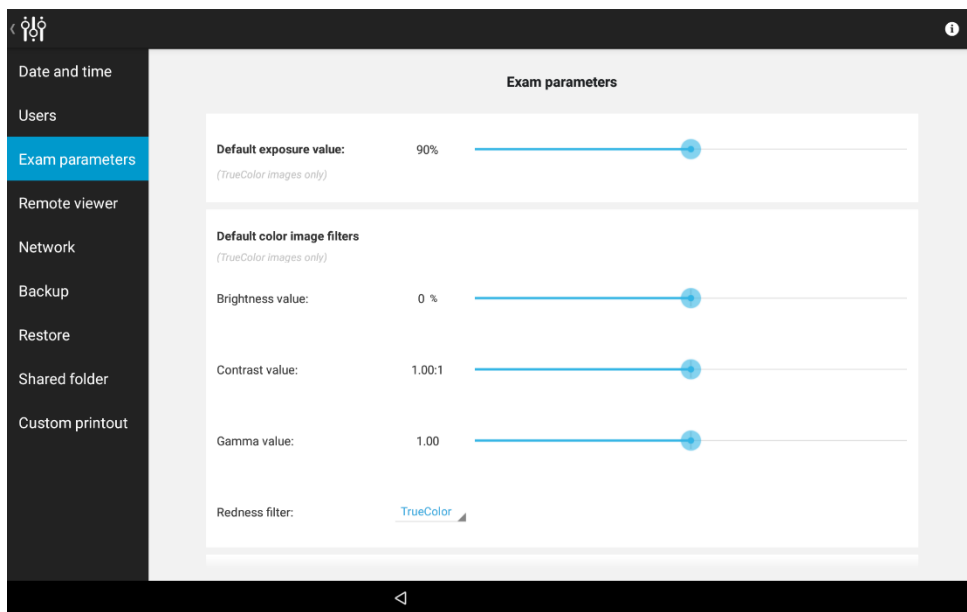 Date and time
Users
Exam parameters
Remote viewer
Network
Backup
Restore
Shared folder
Custom printout
Exam parameters
Default exposure value: 90%
(TrueColor images only)
Default color image filters
(TrueColor images only)
Brightness value: 0 %
Contrast value: 1.00:1
Gamma value: 1.00
Redness filter: TrueColor